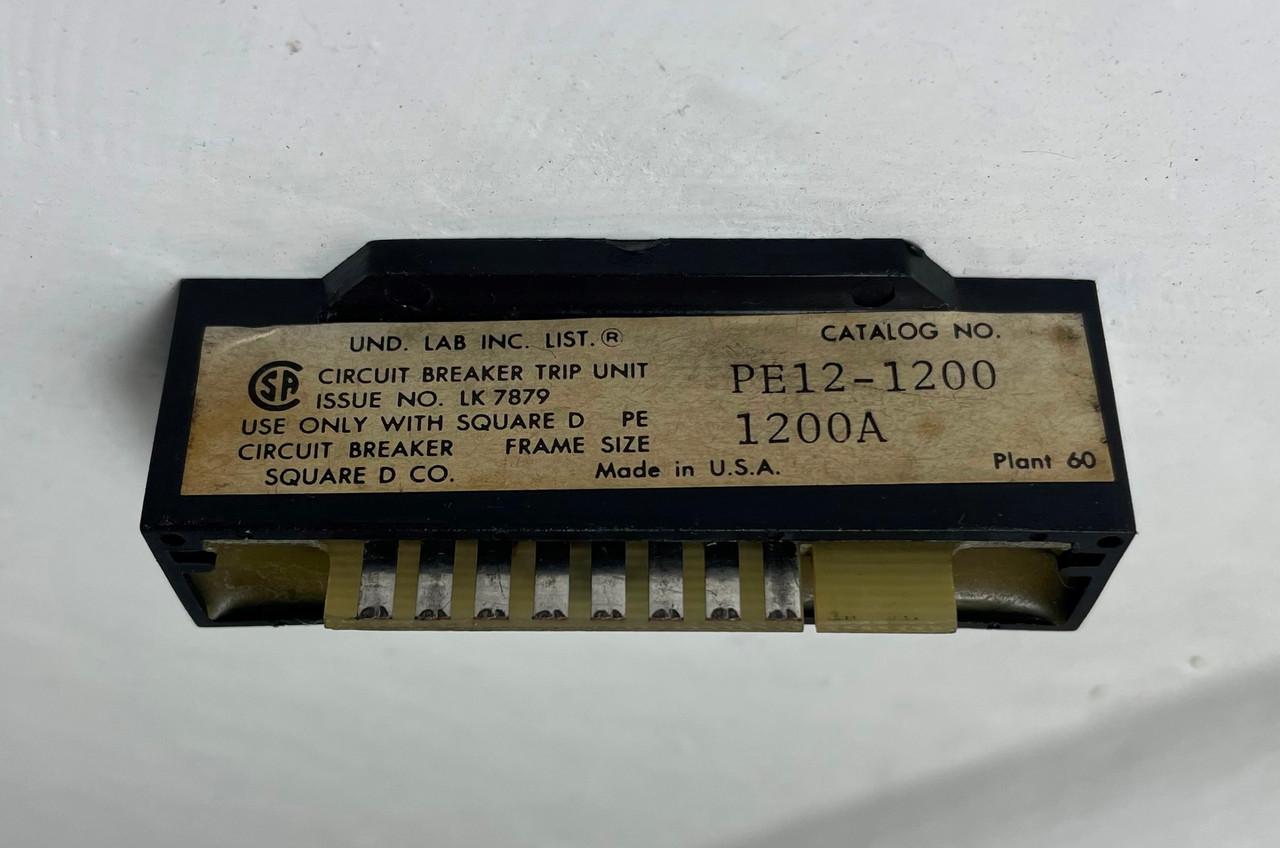 UND. LAB INC. LIST.®
CATALOG NO.
CSA CIRCUIT BREAKER TRIP UNIT
PE12-1200
ISSUE NO. LK 7879
USE ONLY WITH SQUARE D PE
1200A
CIRCUIT BREAKER FRAME SIZE
SQUARE D CO. Made in U.S.A.
Plant 60